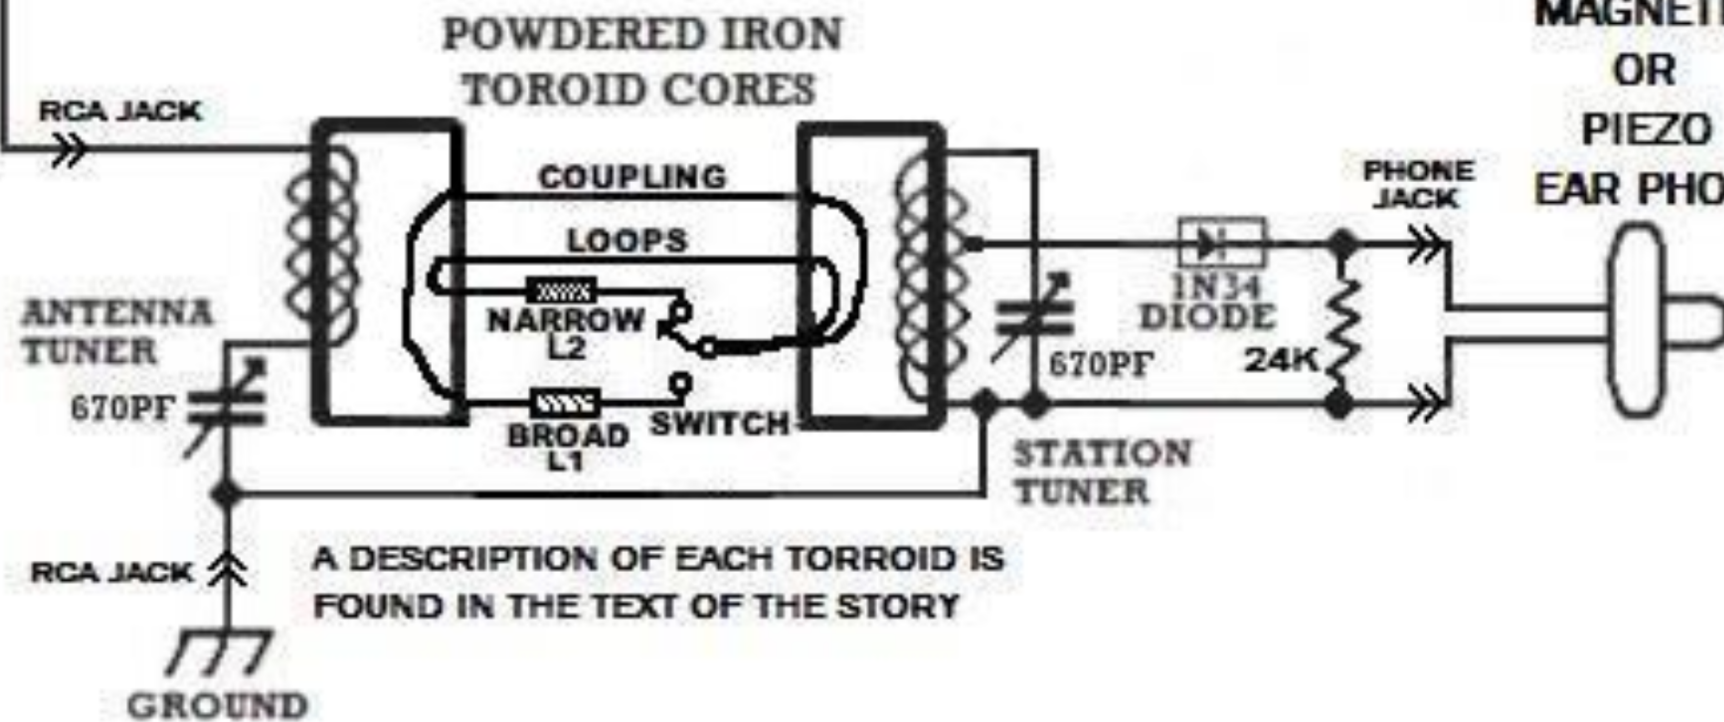 POWDERED IRON
TOROID CORES
MAGNETI
OR
PIEZO
EAR PHO
RCA JACK
COUPLING
LOOPS
PHONE
JACK
ANTENNA
TUNER
670PF
NARROW
L2
BROAD
L1
SWITCH
1N34
DIODE
670PF
24K
STATION
TUNER
RCA JACK
A DESCRIPTION OF EACH TORROID IS
FOUND IN THE TEXT OF THE STORY
GROUND